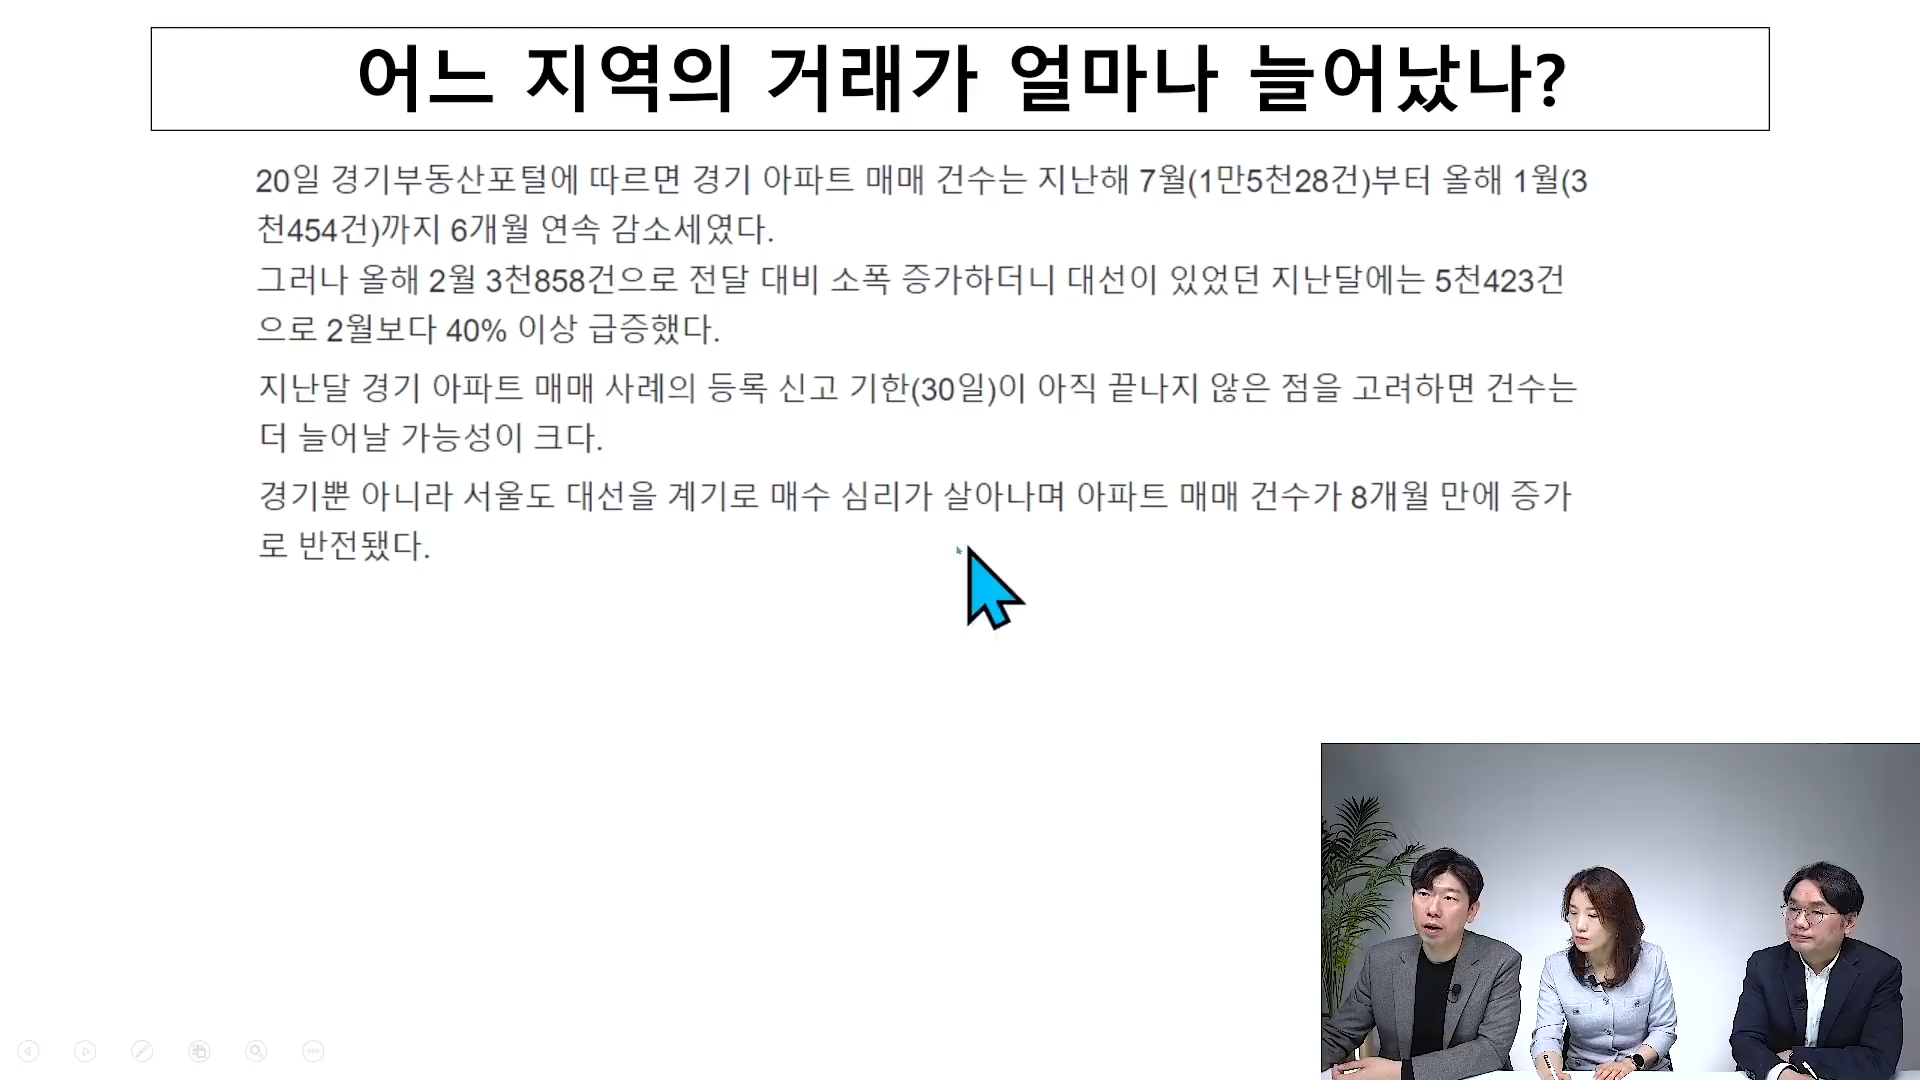 어느 지역의 거래가 얼마나 늘어났나?
20일 경기부동산포털에 따르면 경기 아파트 매매 건수는 지난해 7월(1만5천28건)부터 올해 1월(3
천454건)까지 6개월 연속 감소세였다.
그러나 올해 2월 3천858건으로 전달 대비 소폭 증가하더니 대선이 있었던 지난달에는 5천423건
으로 2월보다 40% 이상 급증했다.
지난달 경기 아파트 매매 사례의 등록 신고 기한(30일)이 아직 끝나지 않은 점을 고려하면 건수는
더 늘어날 가능성이 크다.
경기뿐 아니라 서울도 대선을 계기로 매수 심리가 살아나며 아파트 매매 건수가 8개월 만에 증가
로 반전됐다.